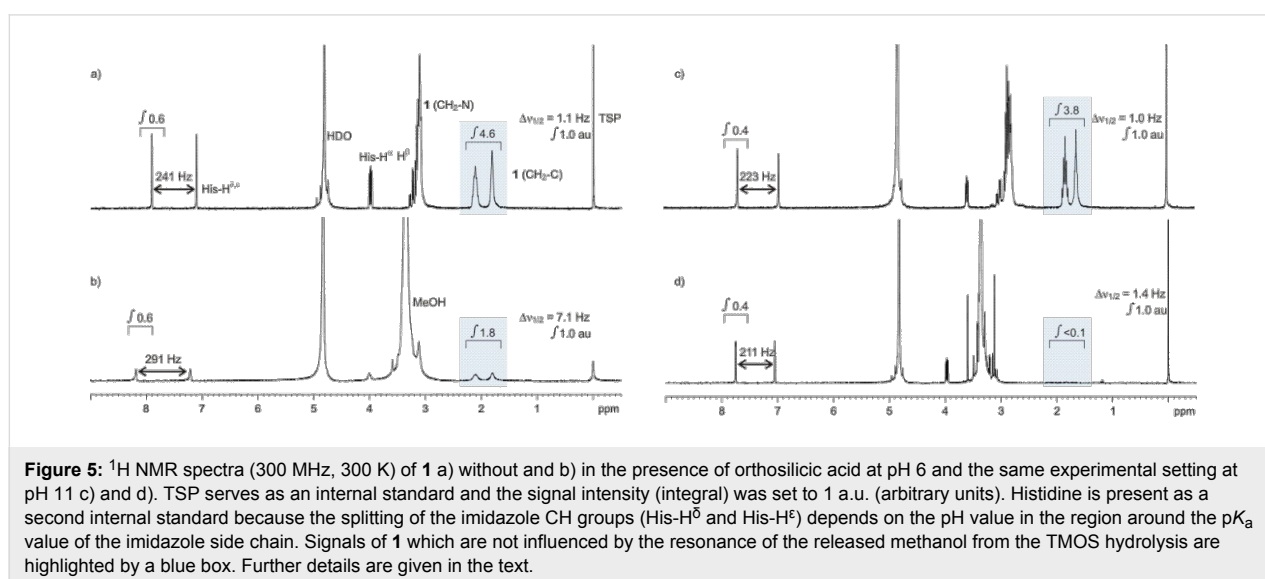 a)
∫0.6
241 Hz
His-Hδ,ε
HDO
His-Hα Hβ
1 (CH2-N)
∫4.6
1 (CH2-C)
Δν1/2 = 1.1 Hz
∫1.0 au
TSP
b)
∫0.6
291 Hz
MeOH
∫1.8
Δν1/2 = 7.1 Hz
∫1.0 au
8 7 6 5 4 3 2 1 ppm
c)
∫0.4
223 Hz
∫3.8
Δν1/2 = 1.0 Hz
∫1.0 au
d)
∫0.4
211 Hz
∫<0.1
Δν1/2 = 1.4 Hz
∫1.0 au
8 7 6 5 4 3 2 1 ppm
Figure 5: 1H NMR spectra (300 MHz, 300 K) of 1 a) without and b) in the presence of orthosilicic acid at pH 6 and the same experimental setting at
pH 11 c) and d). TSP serves as an internal standard and the signal intensity (integral) was set to 1 a.u. (arbitrary units). Histidine is present as a
second internal standard because the splitting of the imidazole CH groups (His-Hδ and His-Hε) depends on the pH value in the region around the pKa
value of the imidazole side chain. Signals of 1 which are not influenced by the resonance of the released methanol from the TMOS hydrolysis are
highlighted by a blue box. Further details are given in the text.